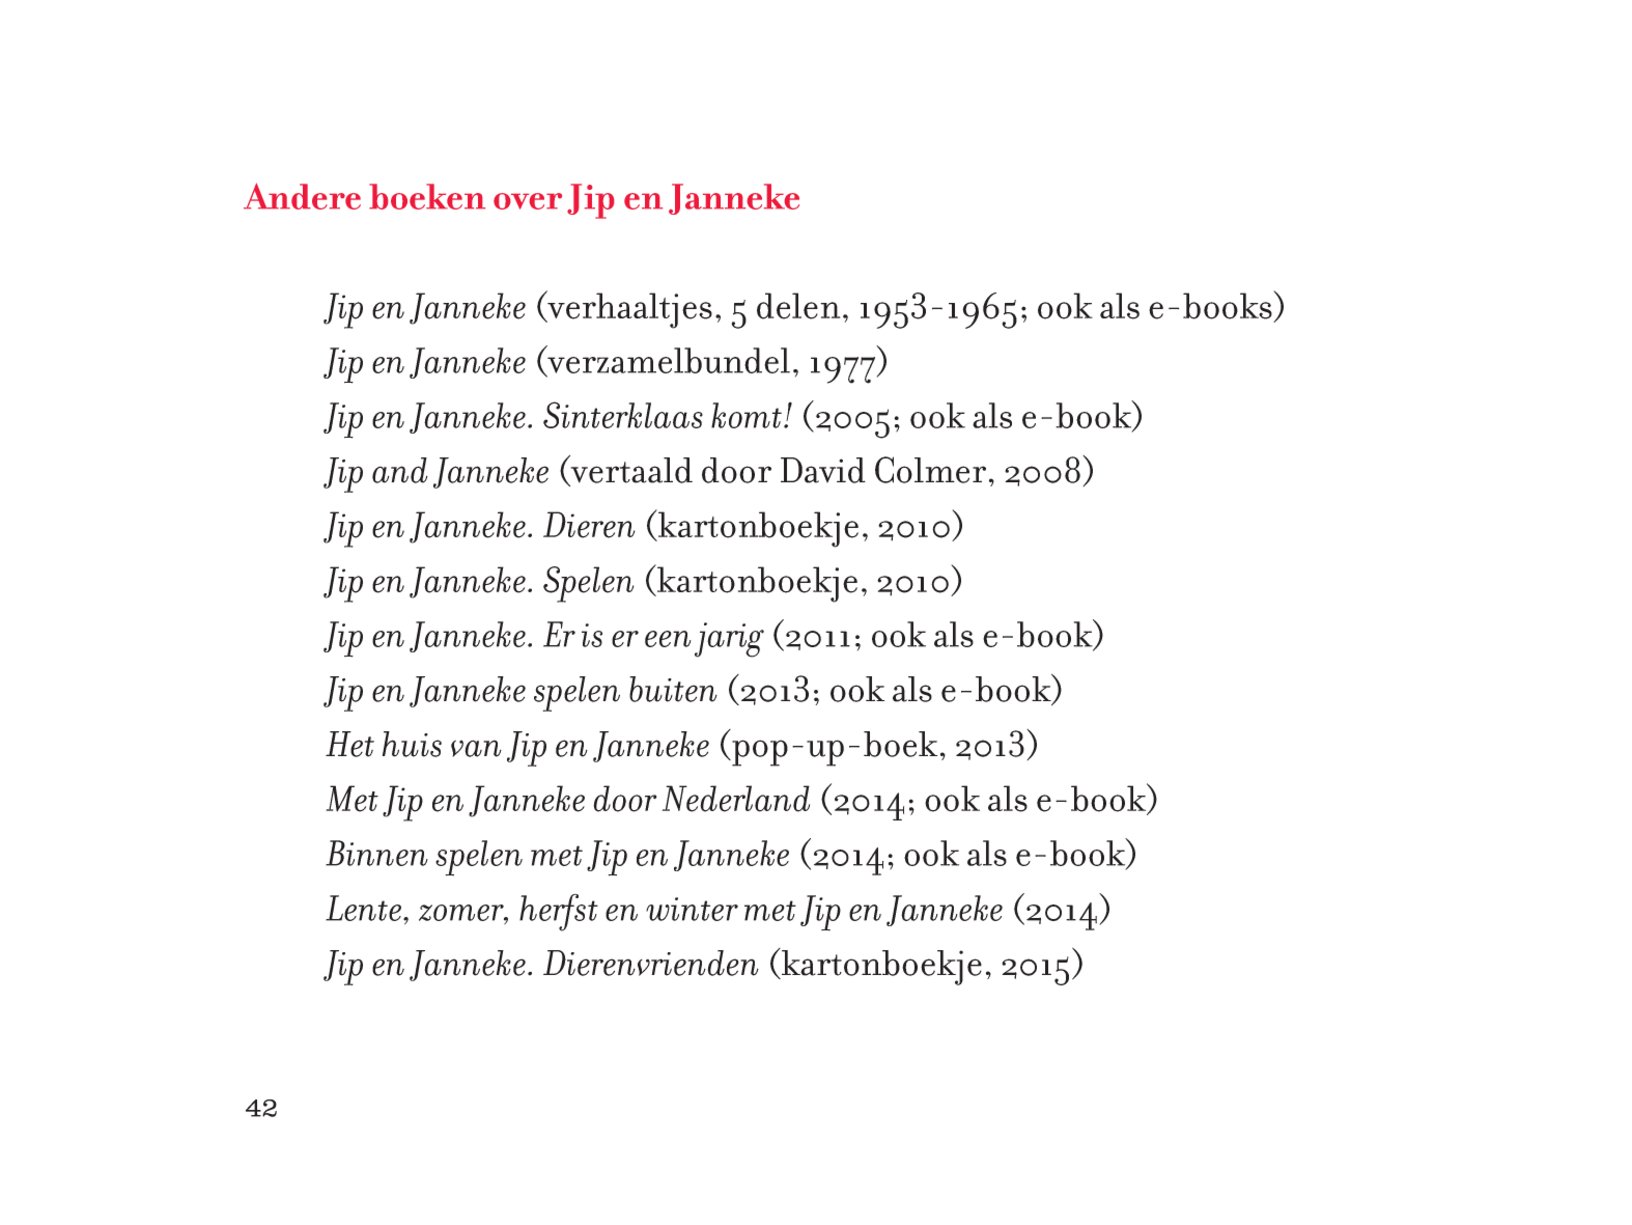 Andere boeken over Jip en Janneke
Jip en Janneke (verhaaltjes, 5 delen, 1953-1965; ook als e-books)
Jip en Janneke (verzamelbundel, 1977)
Jip en Janneke. Sinterklaas komt! (2005; ook als e-book)
Jip and Janneke (vertaald door David Colmer, 2008)
Jip en Janneke. Dieren (kartonboekje, 2010)
Jip en Janneke. Spelen (kartonboekje, 2010)
Jip en Janneke. Er is er een jarig (2011; ook als e-book)
Jip en Janneke spelen buiten (2013; ook als e-book)
Het huis van Jip en Janneke (pop-up-boek, 2013)
Met Jip en Janneke door Nederland (2014; ook als e-book)
Binnen spelen met Jip en Janneke (2014; ook als e-book)
Lente, zomer, herfst en winter met Jip en Janneke (2014)
Jip en Janneke. Dierenvrienden (kartonboekje, 2015)
42